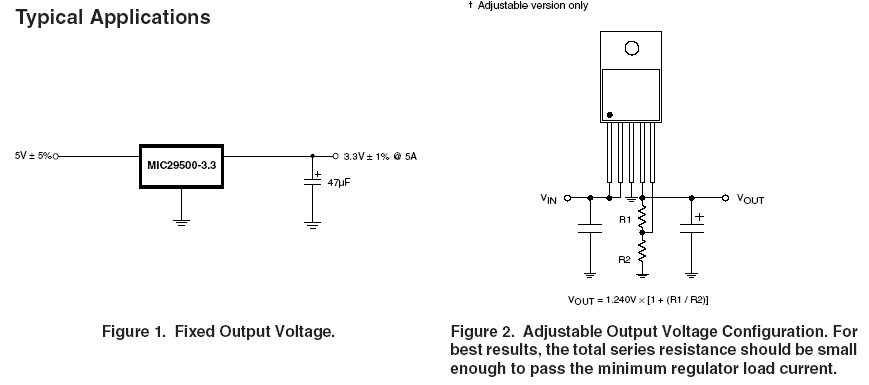 Typical Applications
† Adjustable version only
5V ± 5%
MIC29500-3.3
3.3V ± 1% @ 5A
+
47µF
VIN
VOUT
R1
+
R2
VOUT = 1.240V × [1 + (R1 / R2)]
Figure 1. Fixed Output Voltage.
Figure 2. Adjustable Output Voltage Configuration. For
best results, the total series resistance should be small
enough to pass the minimum regulator load current.